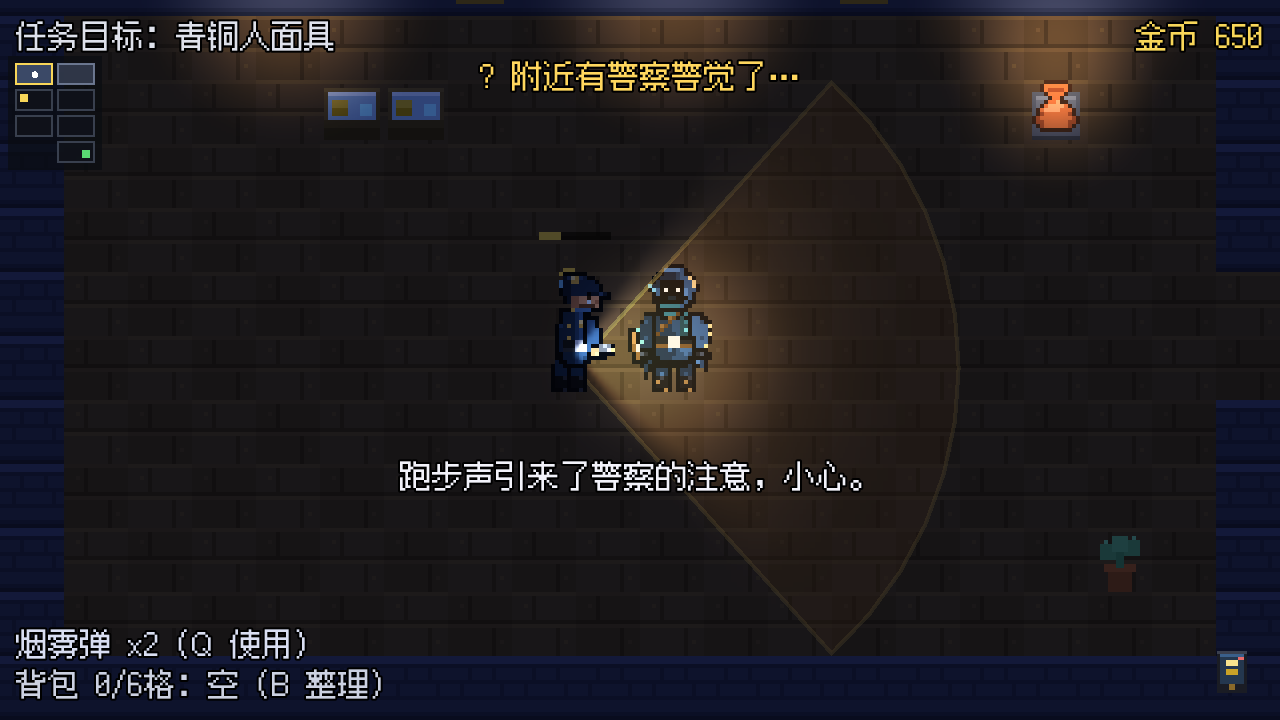 任务目标：青铜人面具
金币 650
？附近有警察警觉了…
跑步声引来了警察的注意，小心。
烟雾弹 x2（Q 使用）
背包 0/6格：空（B 整理）